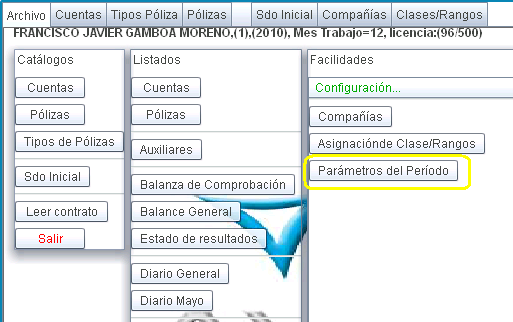 Archivo Cuentas Tipos Póliza Pólizas Sdo Inicial Compañías Clases/Rangos
FRANCISCO JAVIER GAMBOA MORENO,(1),(2010), Mes Trabajo=12, licencia:(96/500)
Catálogos
Cuentas
Pólizas
Tipos de Pólizas
Sdo Inicial
Leer contrato
Salir
Listados
Cuentas
Pólizas
Auxiliares
Balanza de Comprobación
Balance General
Estado de resultados
Diario General
Diario Mayo
Facilidades
Configuración...
Compañías
Asignaciónde Clase/Rangos
Parámetros del Período